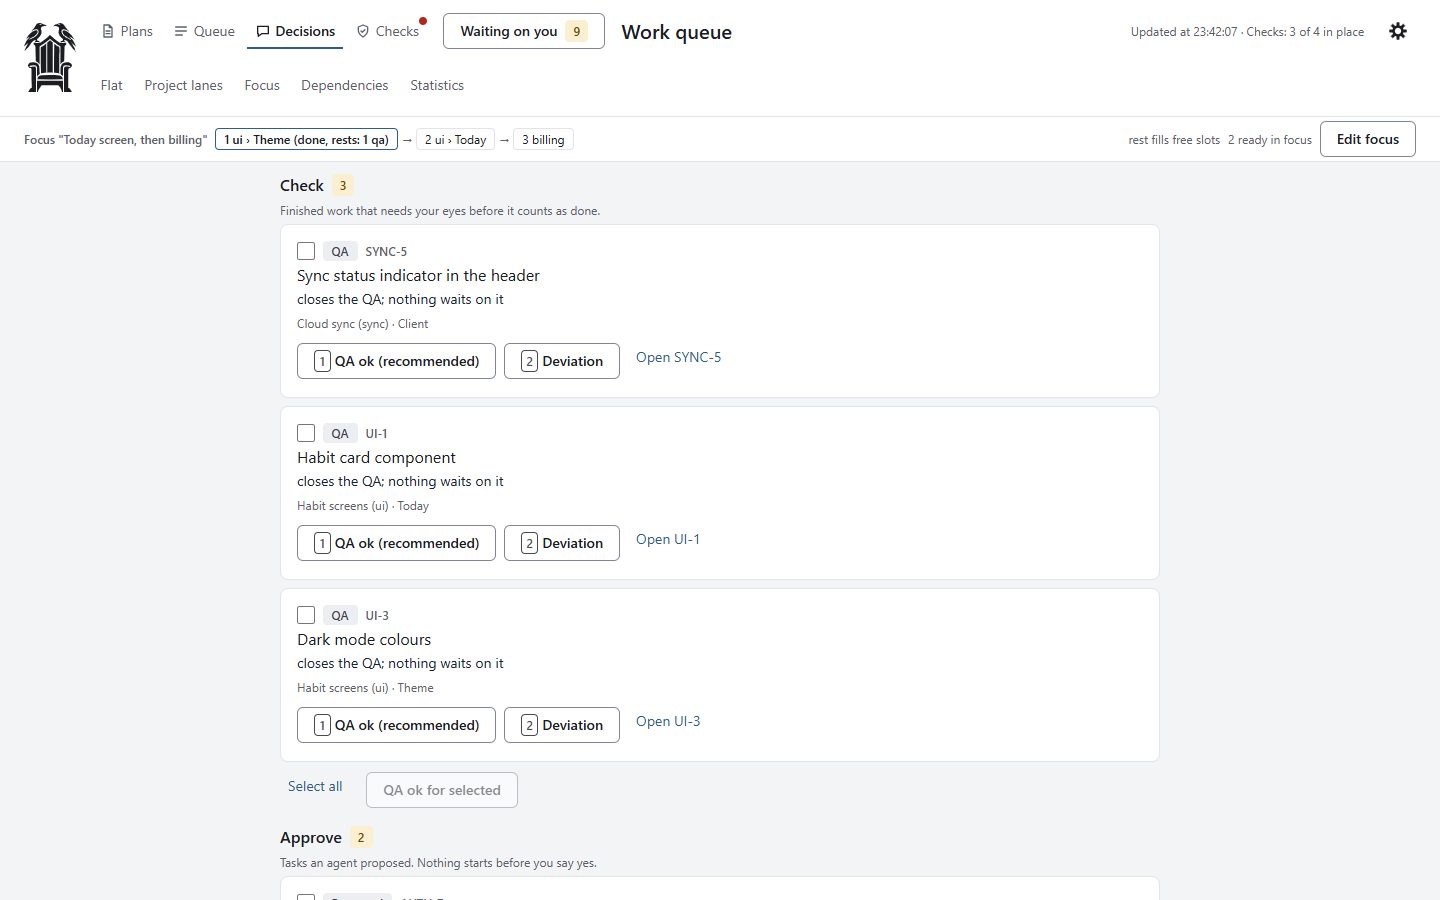 Plans Queue Decisions Checks Waiting on you 9 Work queue Updated at 23:42:07 · Checks: 3 of 4 in place
Flat Project lanes Focus Dependencies Statistics
Focus "Today screen, then billing" 1 ui › Theme (done, rests: 1 qa) → 2 ui › Today → 3 billing rest fills free slots 2 ready in focus Edit focus
Check 3
Finished work that needs your eyes before it counts as done.
QA SYNC-5
Sync status indicator in the header
closes the QA; nothing waits on it
Cloud sync (sync) · Client
1 QA ok (recommended) 2 Deviation Open SYNC-5
QA UI-1
Habit card component
closes the QA; nothing waits on it
Habit screens (ui) · Today
1 QA ok (recommended) 2 Deviation Open UI-1
QA UI-3
Dark mode colours
closes the QA; nothing waits on it
Habit screens (ui) · Theme
1 QA ok (recommended) 2 Deviation Open UI-3
Select all QA ok for selected
Approve 2
Tasks an agent proposed. Nothing starts before you say yes.